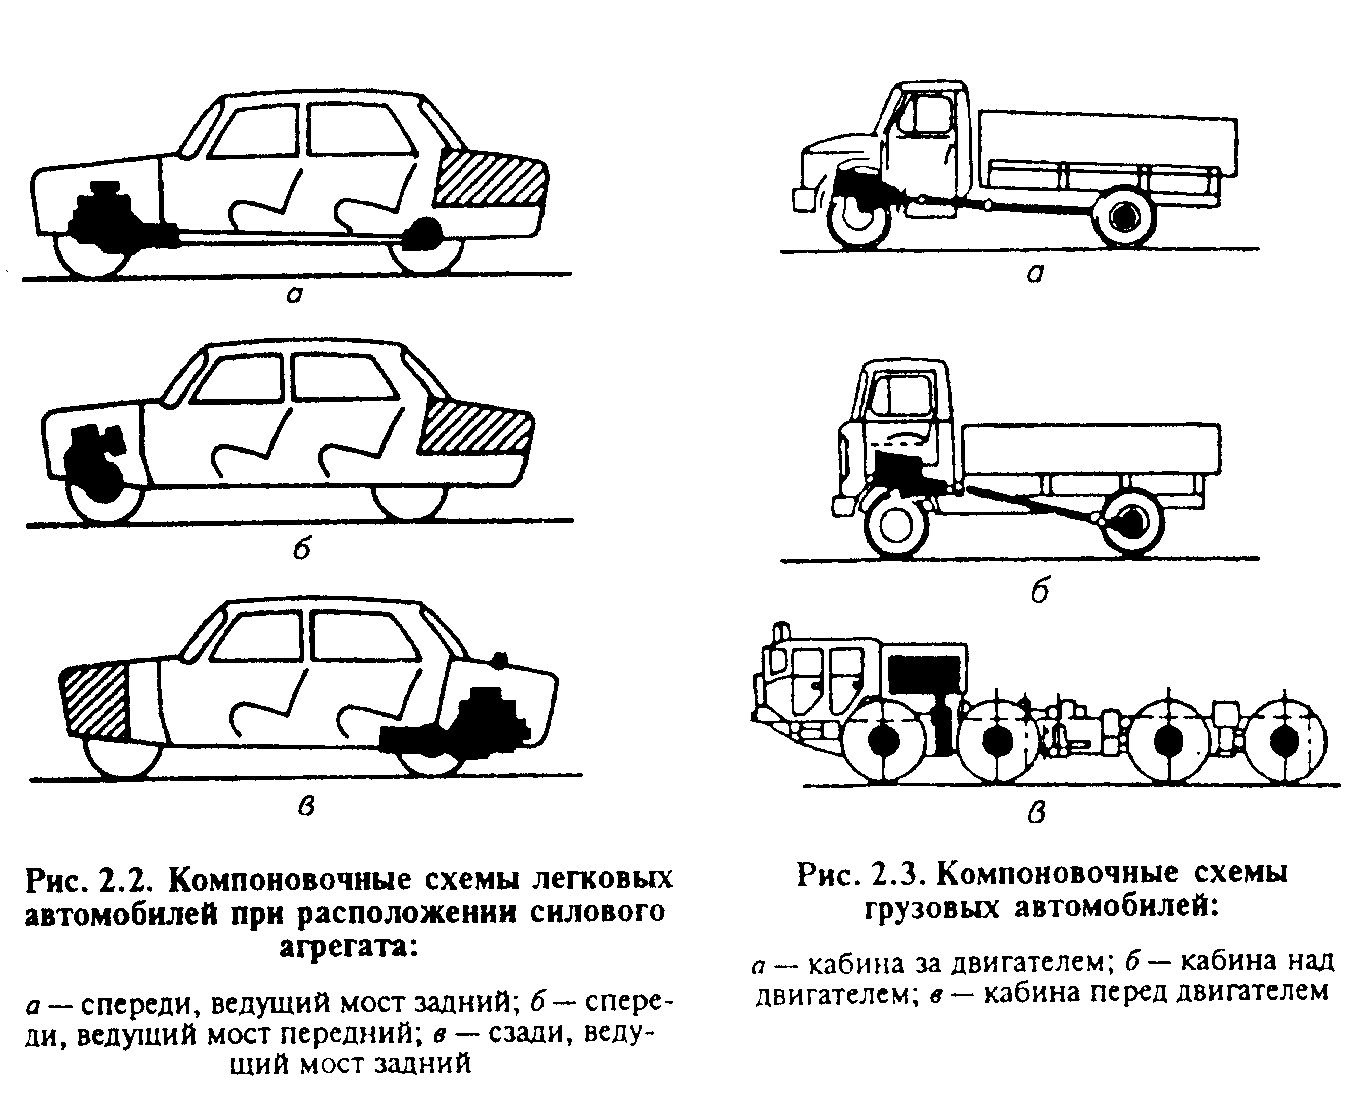 а
б
в
Рис. 2.2. Компоновочные схемы легковых
автомобилей при расположении силового
агрегата:
а — спереди, ведущий мост задний; б — спере-
ди, ведущий мост передний; в — сзади, веду-
щий мост задний
а
б
в
Рис. 2.3. Компоновочные схемы
грузовых автомобилей:
а — кабина за двигателем; б — кабина над
двигателем; в — кабина перед двигателем